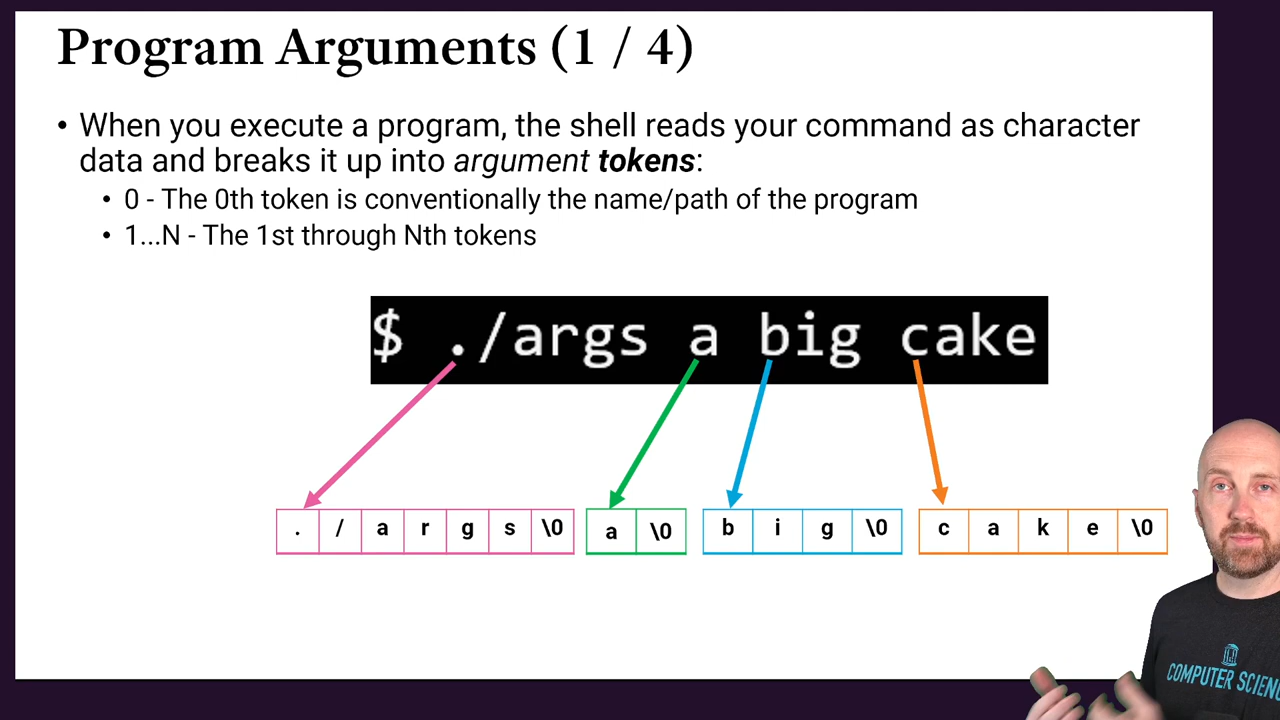 Program Arguments (1 / 4)
• When you execute a program, the shell reads your command as character
data and breaks it up into argument tokens:
• 0 - The 0th token is conventionally the name/path of the program
• 1...N - The 1st through Nth tokens
$ ./args a big cake
. / a r g s \0 a \0 b i g \0 c a k e \0
COMPUTER SCIEN